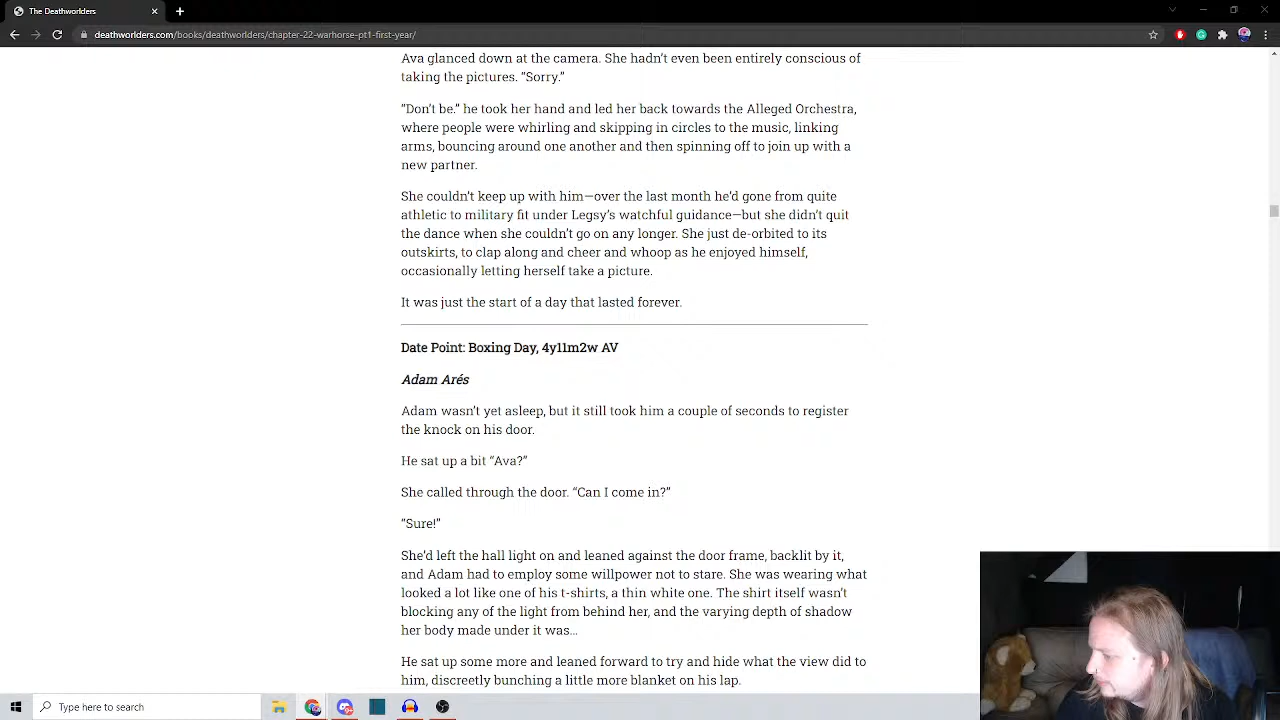 The Deathworlders
deathworlders.com/books/deathworlders/chapter-22-warhorse-pt1-first-year/
Ava glanced down at the camera. She hadn’t even been entirely conscious of
taking the pictures. “Sorry.”
“Don’t be.” he took her hand and led her back towards the Alleged Orchestra,
where people were whirling and skipping in circles to the music, linking
arms, bouncing around one another and then spinning off to join up with a
new partner.
She couldn’t keep up with him—over the last month he’d gone from quite
athletic to military fit under Legsy’s watchful guidance—but she didn’t quit
the dance when she couldn’t go on any longer. She just de-orbited to its
outskirts, to clap along and cheer and whoop as he enjoyed himself,
occasionally letting herself take a picture.
It was just the start of a day that lasted forever.
Date Point: Boxing Day, 4y11m2w AV
Adam Arés
Adam wasn’t yet asleep, but it still took him a couple of seconds to register
the knock on his door.
He sat up a bit “Ava?”
She called through the door. “Can I come in?”
“Sure!”
She’d left the hall light on and leaned against the door frame, backlit by it,
and Adam had to employ some willpower not to stare. She was wearing what
looked a lot like one of his t-shirts, a thin white one. The shirt itself wasn’t
blocking any of the light from behind her, and the varying depth of shadow
her body made under it was…
He sat up some more and leaned forward to try and hide what the view did to
him, discreetly bunching a little more blanket on his lap.
Type here to search